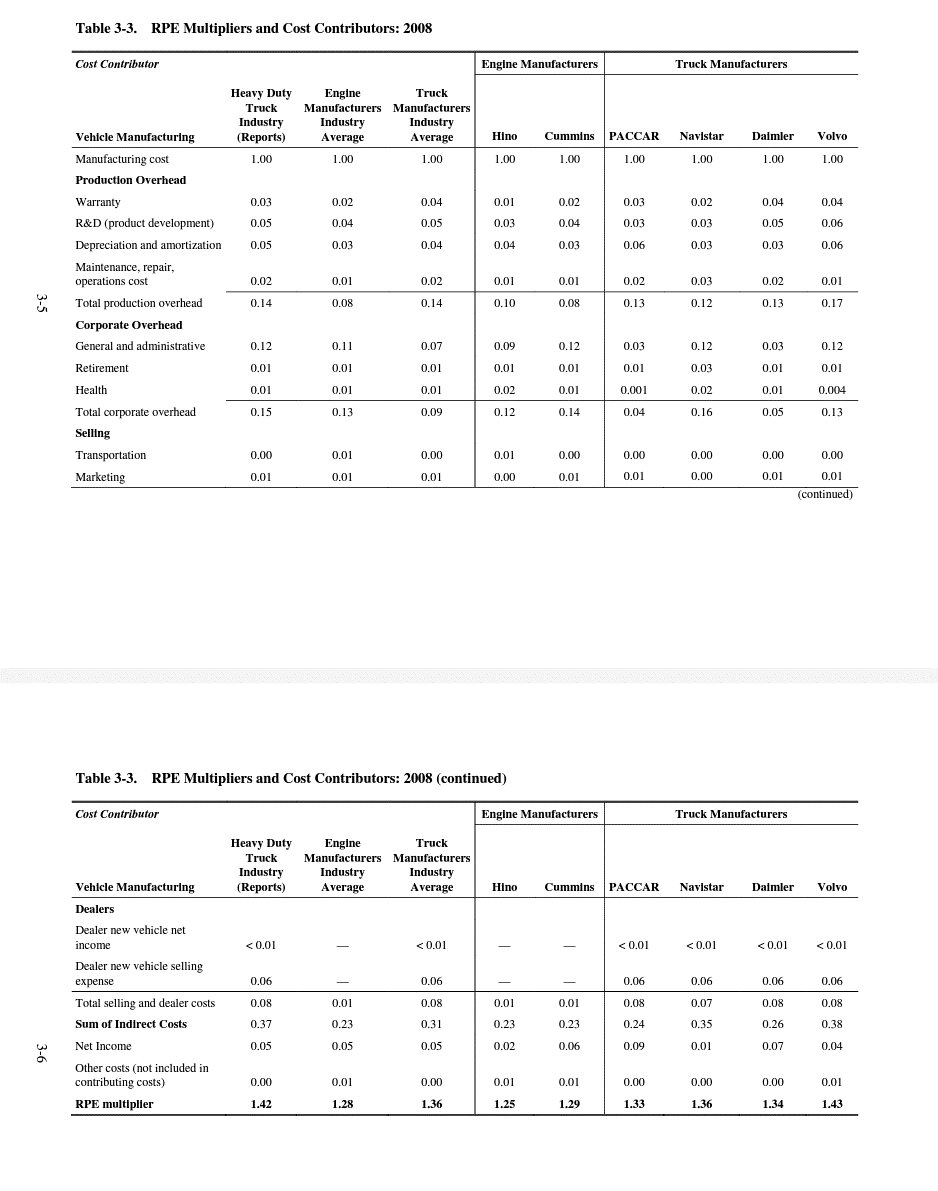 Table 3-3. RPE Multipliers and Cost Contributors: 2008
Cost Contributor Engine Manufacturers Truck Manufacturers
Heavy Duty Engine Truck
Truck Manufacturers Manufacturers
Industry Industry Industry
Vehicle Manufacturing (Reports) Average Average Hino Cummins PACCAR Navistar Daimler Volvo
Manufacturing cost 1.00 1.00 1.00 1.00 1.00 1.00 1.00 1.00 1.00
Production Overhead
Warranty 0.03 0.02 0.04 0.01 0.02 0.03 0.02 0.04 0.04
R&D (product development) 0.05 0.04 0.05 0.03 0.04 0.03 0.03 0.05 0.06
Depreciation and amortization 0.05 0.03 0.04 0.04 0.03 0.06 0.03 0.03 0.06
Maintenance, repair,
operations cost 0.02 0.01 0.02 0.01 0.01 0.02 0.03 0.02 0.01
Total production overhead 0.14 0.08 0.14 0.10 0.08 0.13 0.12 0.13 0.17
3-5
Corporate Overhead
General and administrative 0.12 0.11 0.07 0.09 0.12 0.03 0.12 0.03 0.12
Retirement 0.01 0.01 0.01 0.01 0.01 0.01 0.03 0.01 0.01
Health 0.01 0.01 0.01 0.02 0.01 0.001 0.02 0.01 0.004
Total corporate overhead 0.15 0.13 0.09 0.12 0.14 0.04 0.16 0.05 0.13
Selling
Transportation 0.00 0.01 0.00 0.01 0.00 0.00 0.00 0.00 0.00
Marketing 0.01 0.01 0.01 0.00 0.01 0.01 0.00 0.01 0.01
(continued)
Table 3-3. RPE Multipliers and Cost Contributors: 2008 (continued)
Cost Contributor Engine Manufacturers Truck Manufacturers
Heavy Duty Engine Truck
Truck Manufacturers Manufacturers
Industry Industry Industry
Vehicle Manufacturing (Reports) Average Average Hino Cummins PACCAR Navistar Daimler Volvo
Dealers
Dealer new vehicle net
income < 0.01 — < 0.01 — — < 0.01 < 0.01 < 0.01 < 0.01
Dealer new vehicle selling
expense 0.06 — 0.06 — — 0.06 0.06 0.06 0.06
Total selling and dealer costs 0.08 0.01 0.08 0.01 0.01 0.08 0.07 0.08 0.08
Sum of Indirect Costs 0.37 0.23 0.31 0.23 0.23 0.24 0.35 0.26 0.38
Net Income 0.05 0.05 0.05 0.02 0.06 0.09 0.01 0.07 0.04
3-6
Other costs (not included in
contributing costs) 0.00 0.01 0.00 0.01 0.01 0.00 0.00 0.00 0.01
RPE multiplier 1.42 1.28 1.36 1.25 1.29 1.33 1.36 1.34 1.43